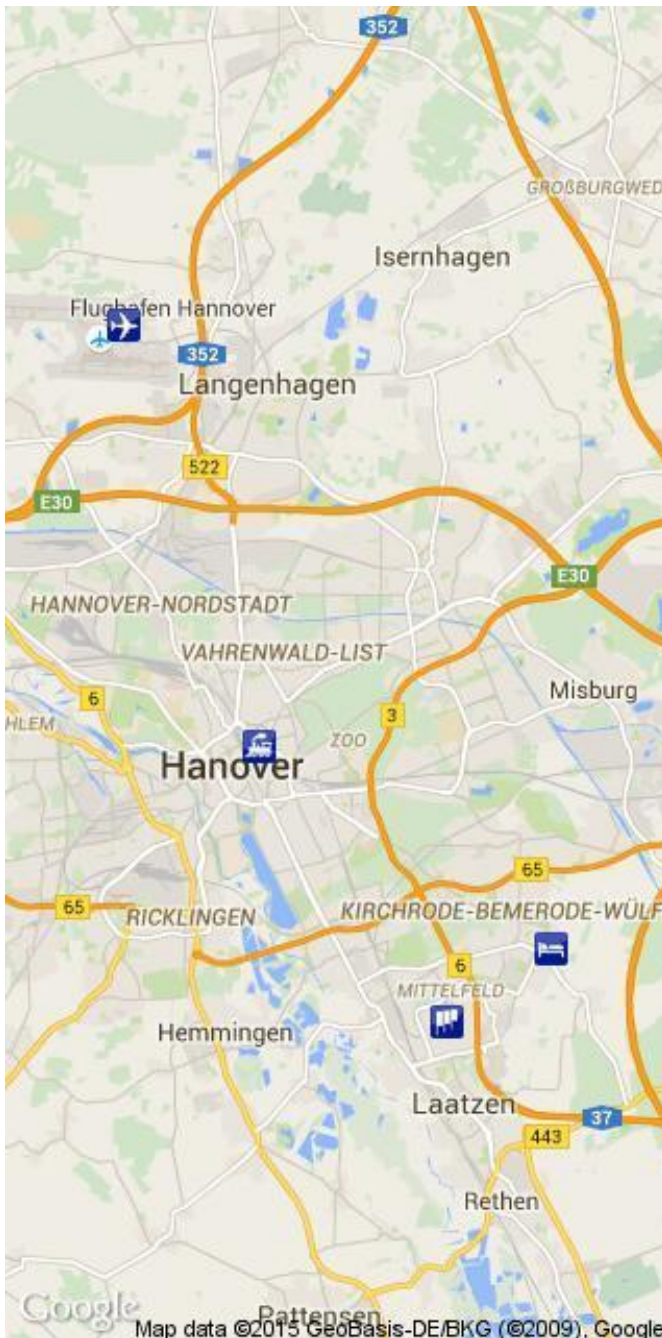 352
GROßBURGWED
Isernhagen
Flughafen Hannover
352
Langenhagen
522
E30
E30
HANNOVER-NORDSTADT
VAHRENWALD-LIST
Misburg
6
3
HLEM
ZOO
Hanover
65
65
RICKLINGEN
KIRCHRODE-BEMERODE-WÜLF
6
MITTELFELD
Hemmingen
Laatzen
37
443
Rethen
Google
Pattensen
Map data ©2015 GeoBasis-DE/BKG (©2009), Google